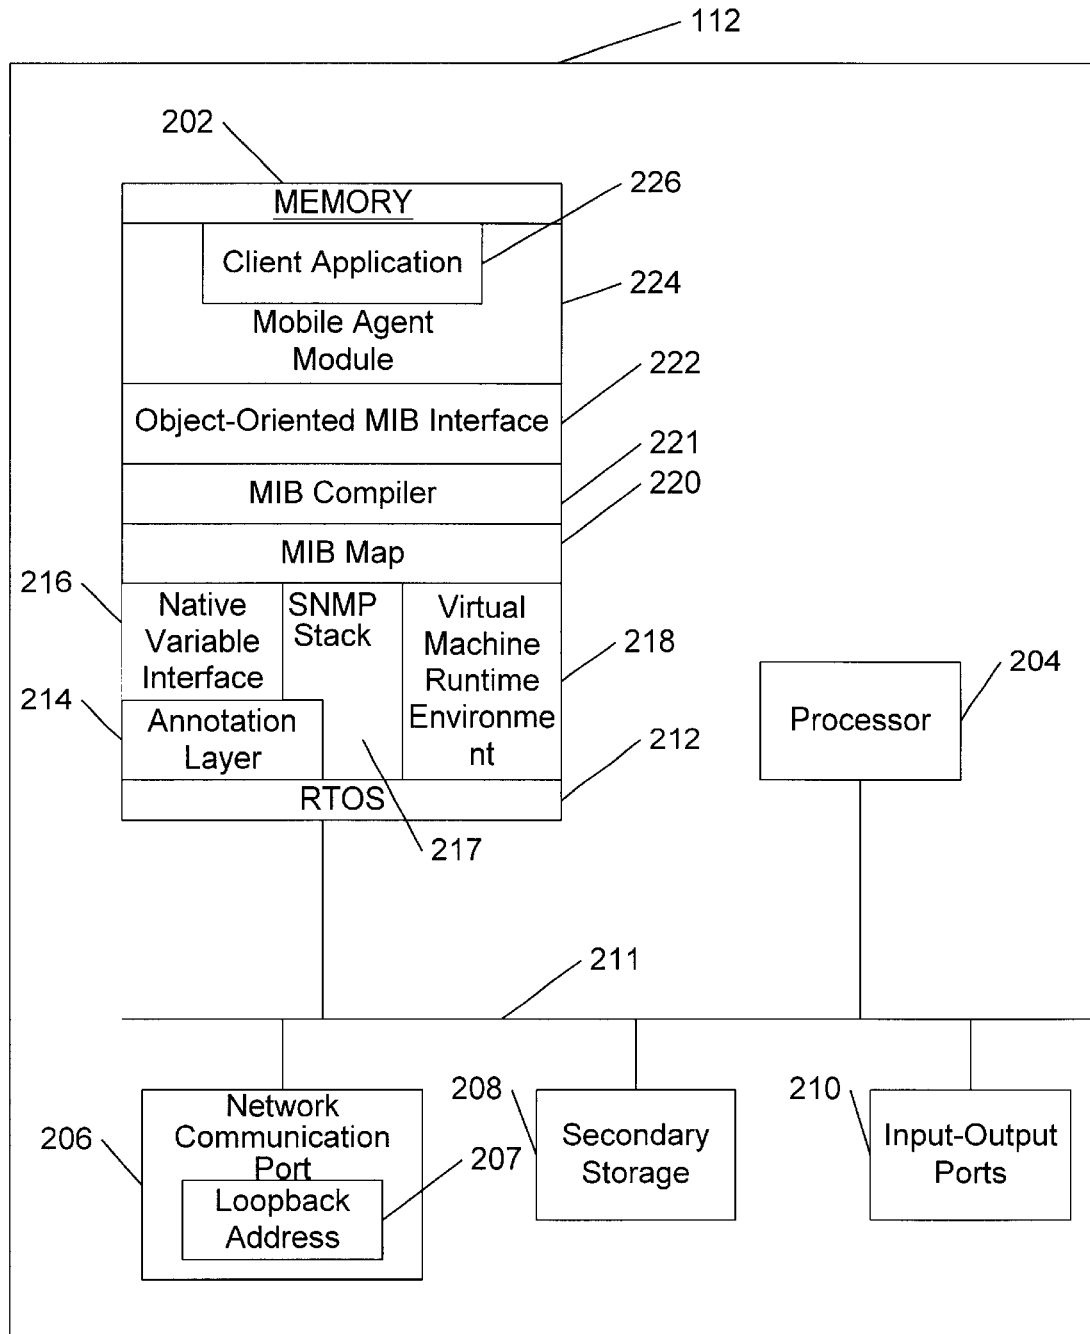 112
202
MEMORY
226
Client Application
224
Mobile Agent
Module
222
Object-Oriented MIB Interface
221
MIB Compiler
220
MIB Map
216
Native
Variable
Interface
SNMP
Stack
Virtual
Machine
Runtime
Environme
nt
218
214
Annotation
Layer
212
RTOS
217
204
Processor
211
206
Network
Communication
Port
207
Loopback
Address
208
Secondary
Storage
210
Input-Output
Ports